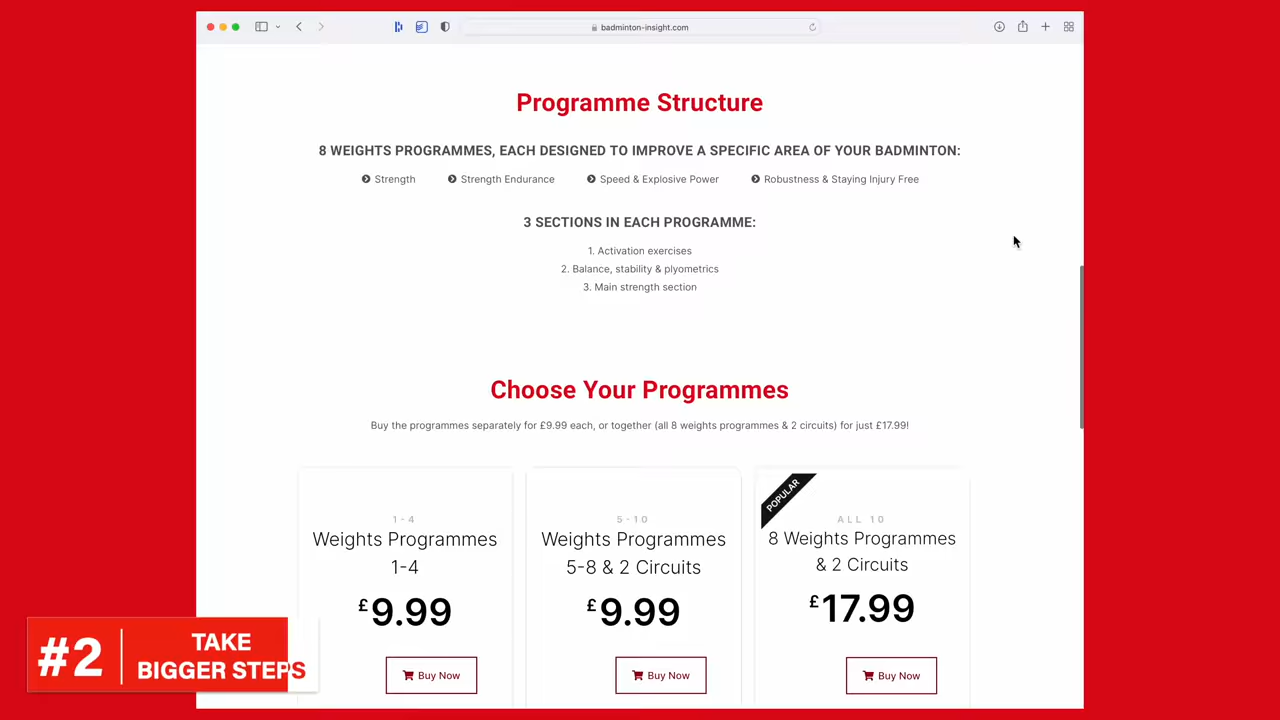 badminton-insight.com
Programme Structure
8 WEIGHTS PROGRAMMES, EACH DESIGNED TO IMPROVE A SPECIFIC AREA OF YOUR BADMINTON:
Strength
Strength Endurance
Speed & Explosive Power
Robustness & Staying Injury Free
3 SECTIONS IN EACH PROGRAMME:
1. Activation exercises
2. Balance, stability & plyometrics
3. Main strength section
Choose Your Programmes
Buy the programmes separately for £9.99 each, or together (all 8 weights programmes & 2 circuits) for just £17.99!
1-4
Weights Programmes
1-4
£9.99
Buy Now
5-10
Weights Programmes
5-8 & 2 Circuits
£9.99
Buy Now
POPULAR
ALL 10
8 Weights Programmes
& 2 Circuits
£17.99
Buy Now
#2
TAKE
BIGGER STEPS